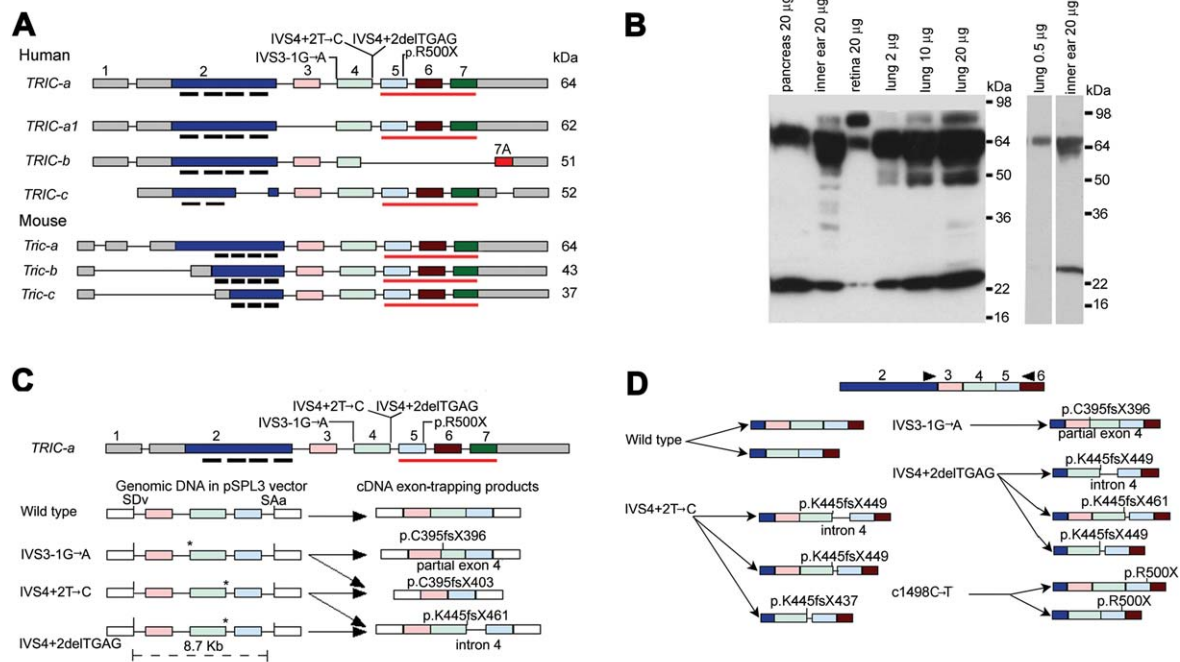 A
IVS4+2T→C IVS4+2delTGAG
Human IVS3-1G→A p.R500X
1 2 3 4 5 6 7 kDa
TRIC-a 64
TRIC-a1 62
7A
TRIC-b 51
TRIC-c 52
Mouse
Tric-a 64
Tric-b 43
Tric-c 37
B
pancreas 20 µg
inner ear 20 µg
retina 20 µg
lung 2 µg
lung 10 µg
lung 20 µg
kDa
98
64
50
36
22
16
lung 0.5 µg
inner ear 20 µg
kDa
98
64
50
36
22
16
C
IVS4+2T→C IVS4+2delTGAG
IVS3-1G→A p.R500X
1 2 3 4 5 6 7
TRIC-a
Genomic DNA in pSPL3 vector cDNA exon-trapping products
SDv SAa
Wild type
p.C395fsX396
IVS3-1G→A * partial exon 4
p.C395fsX403
IVS4+2T→C *
p.K445fsX461
*
IVS4+2delTGAG intron 4
8.7 Kb
D
2 3 4 5 6
Wild type
IVS4+2T→C
p.K445fsX449
intron 4
p.K445fsX449
p.K445fsX437
IVS3-1G→A p.C395fsX396
partial exon 4
IVS4+2delTGAG p.K445fsX449
intron 4
p.K445fsX461
p.K445fsX449
c1498C→T p.R500X
p.R500X